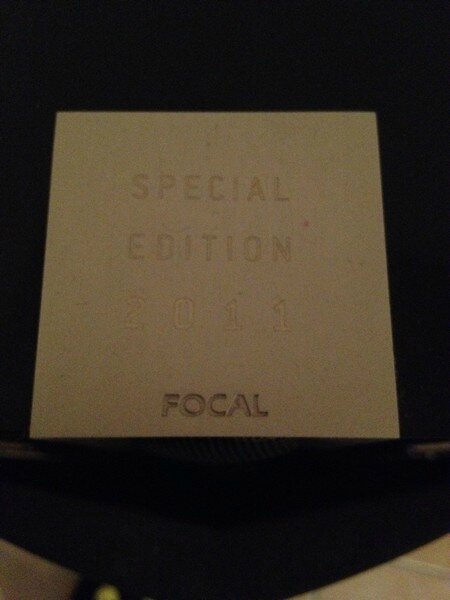 SPECIAL
EDITION
2011
FOCAL